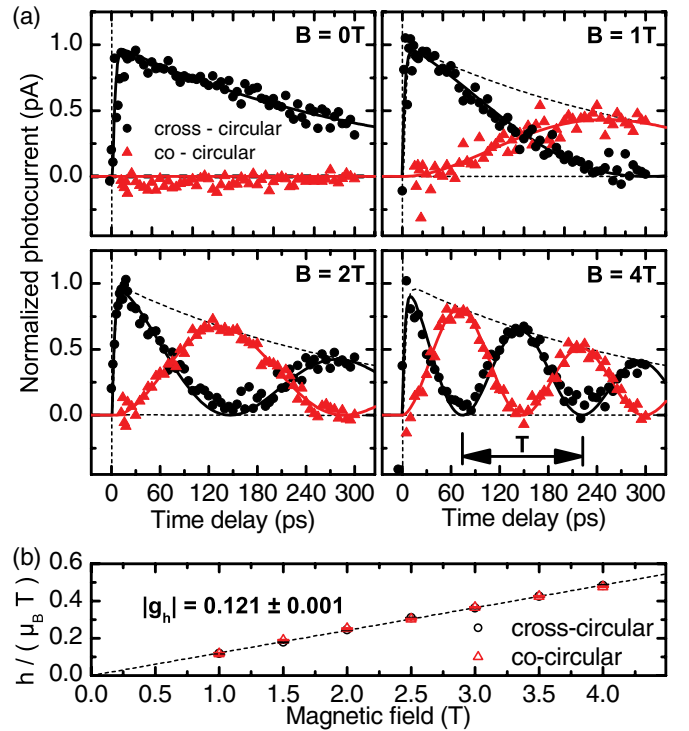 (a)
B = 0T
B = 1T
1.0
0.5
0.0
cross - circular
co - circular
B = 2T
B = 4T
1.0
0.5
0.0
T
Normalized photocurrent (pA)
0 60 120 180 240 300
0 60 120 180 240 300
Time delay (ps)
Time delay (ps)
(b)
0.6
0.4
0.2
0.0
h / ( μ_B T )
|g_h| = 0.121 ± 0.001
cross-circular
co-circular
0.0 0.5 1.0 1.5 2.0 2.5 3.0 3.5 4.0
Magnetic field (T)